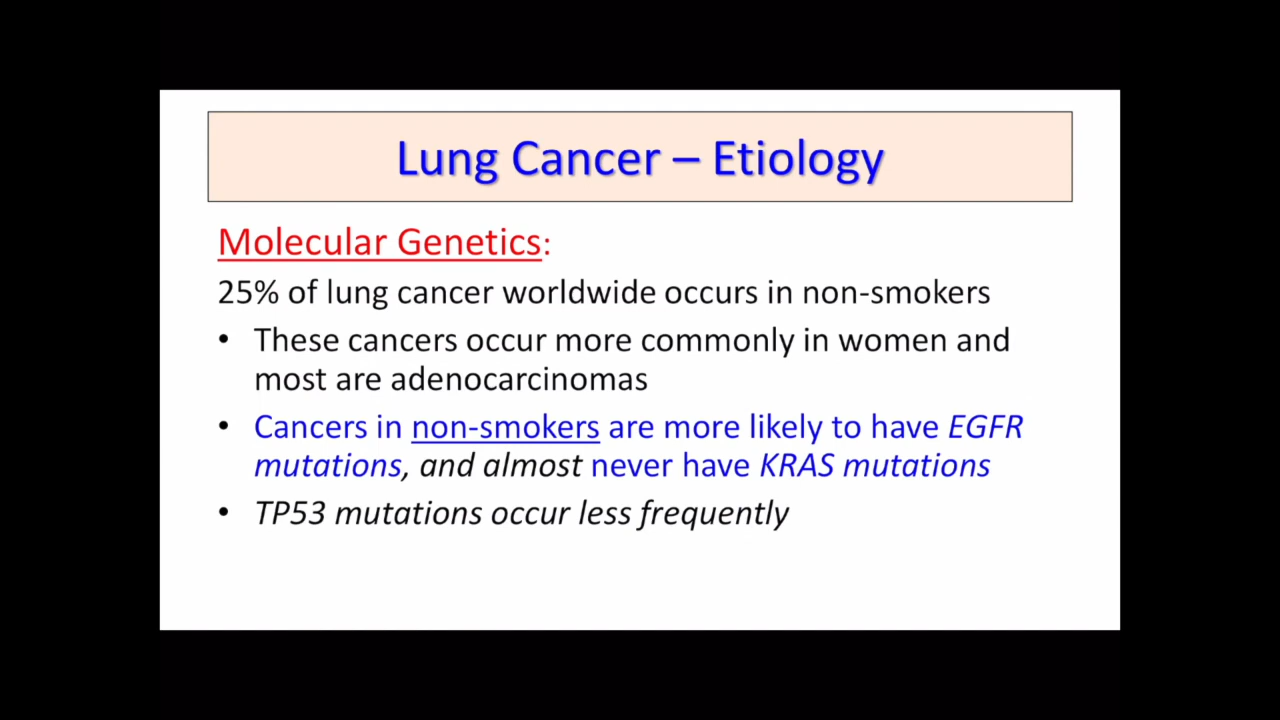 Lung Cancer – Etiology
Molecular Genetics:
25% of lung cancer worldwide occurs in non-smokers
• These cancers occur more commonly in women and
most are adenocarcinomas
• Cancers in non-smokers are more likely to have EGFR
mutations, and almost never have KRAS mutations
• TP53 mutations occur less frequently